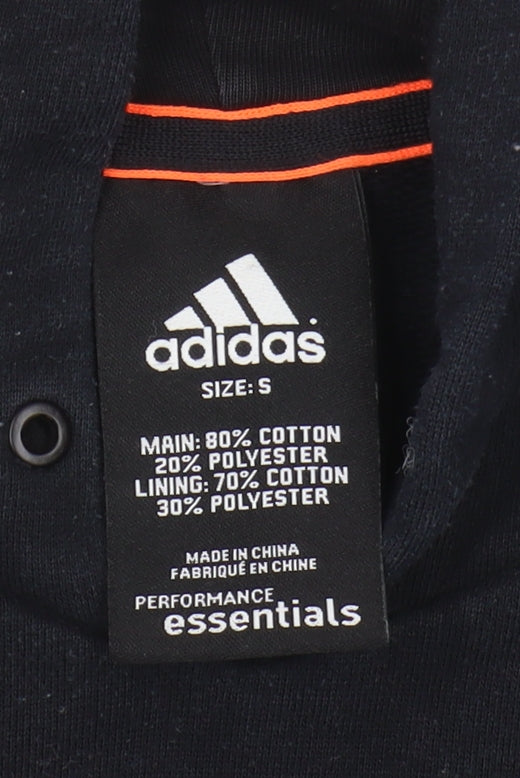 adidas
SIZE: S
MAIN: 80% COTTON
20% POLYESTER
LINING: 70% COTTON
30% POLYESTER
MADE IN CHINA
FABRIQUÉ EN CHINE
PERFORMANCE
essentials